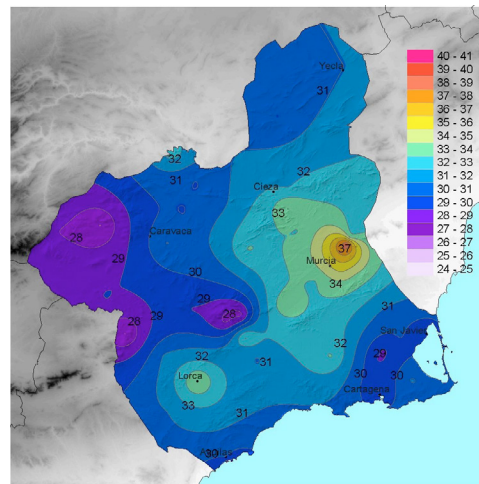 Yecla
31
40 - 41
39 - 40
38 - 39
37 - 38
36 - 37
35 - 36
34 - 35
33 - 34
32 - 33
31 - 32
30 - 31
29 - 30
28 - 29
27 - 28
26 - 27
25 - 26
24 - 25
32
31
32
Cieza
33
28
Caravaca
29
37
Murcia
30
34
29
28
31
28
29
San Javier
32
32
31
29
Lorca
30
30
Cartagena
33
31
Aguilas
30